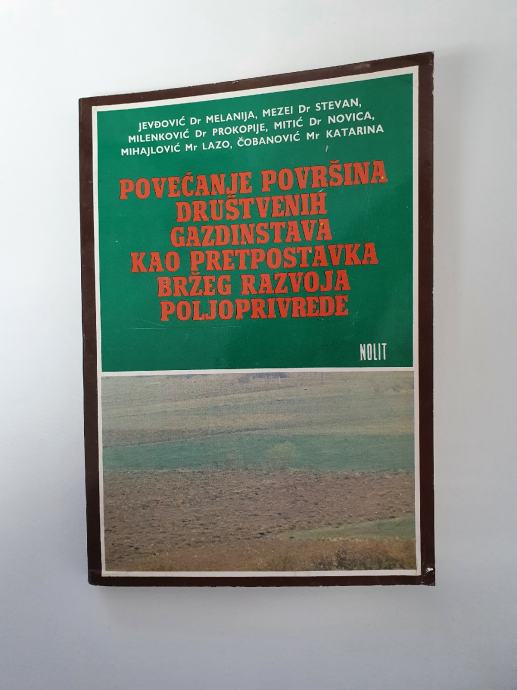 JEVĐOVIĆ Dr MELANIJA, MEZEI Dr STEVAN,
MILENKOVIĆ Dr PROKOPIJE, MITIĆ Dr NOVICA,
MIHAJLOVIĆ Mr LAZO, ČOBANOVIĆ Mr KATARINA
POVEĆANJE POVRŠINA
DRUŠTVENIH
GAZDINSTAVA
KAO PRETPOSTAVKA
BRŽEG RAZVOJA
POLJOPRIVREDE
NOLIT